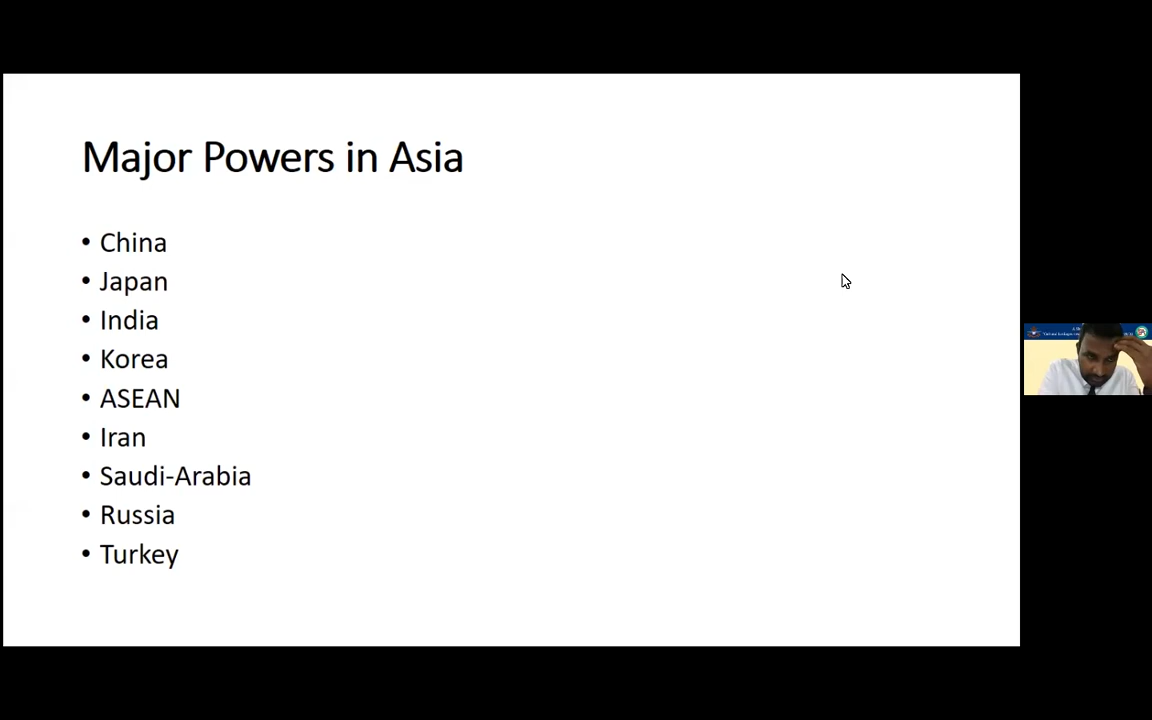 Major Powers in Asia
• China
• Japan
• India
• Korea
• ASEAN
• Iran
• Saudi-Arabia
• Russia
• Turkey